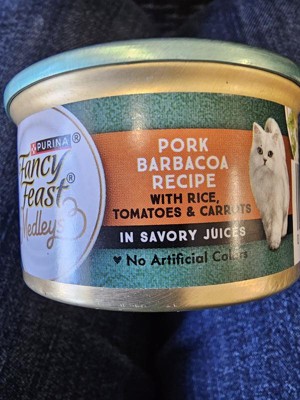 PURINA
Fancy
Feast®
Medleys®
PORK
BARBACOA
RECIPE
WITH RICE,
TOMATOES & CARROTS
IN SAVORY JUICES
♥ No Artificial Colors